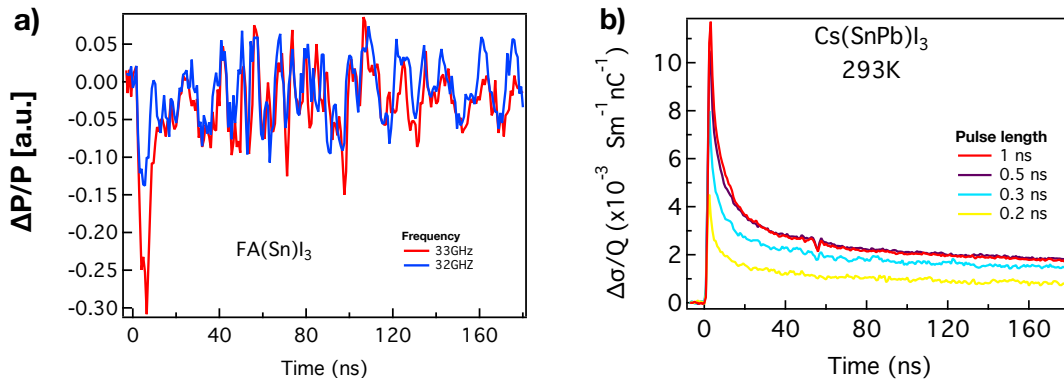 a)
ΔP/P [a.u.]
0.05
0.00
-0.05
-0.10
-0.15
-0.20
-0.25
-0.30
FA(Sn)I3
Frequency
33GHz
32GHZ
0 40 80 120 160
Time (ns)
b)
Δσ/Q (x10-3 Sm-1 nC-1)
10
8
6
4
2
0
Cs(SnPb)I3
293K
Pulse length
1 ns
0.5 ns
0.3 ns
0.2 ns
0 40 80 120 160
Time (ns)